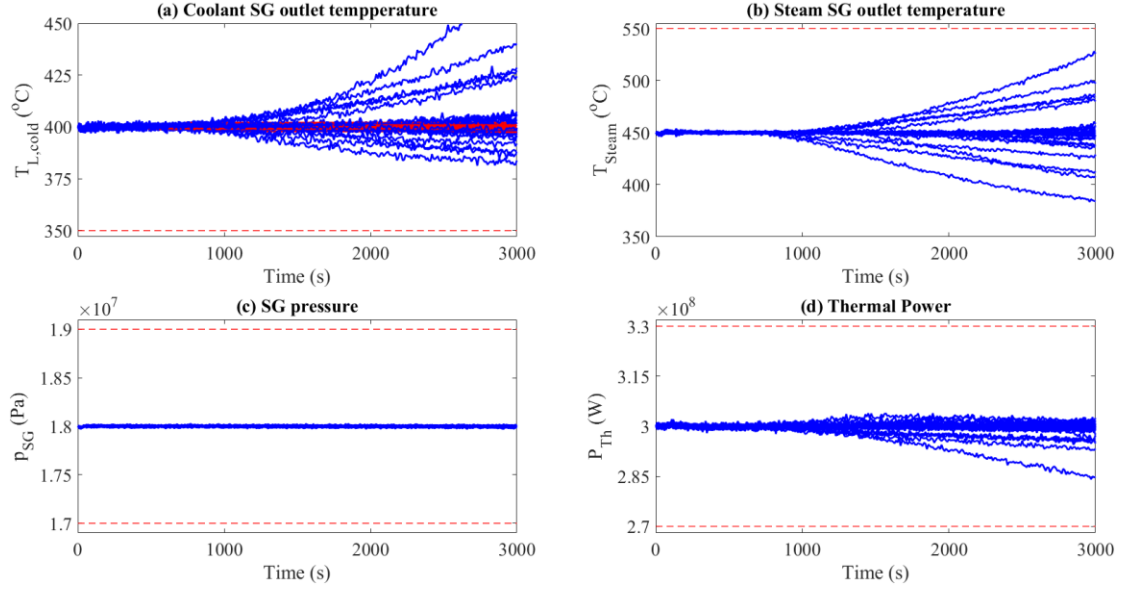 (a) Coolant SG outlet tempperature
450
425
400
375
350
T_L,cold (°C)
0 1000 2000 3000
Time (s)
(b) Steam SG outlet temperature
550
500
450
400
350
T_Steam (°C)
0 1000 2000 3000
Time (s)
(c) SG pressure
×10^7
1.9
1.85
1.8
1.75
1.7
p_SG (Pa)
0 1000 2000 3000
Time (s)
(d) Thermal Power
×10^8
3.3
3.15
3
2.85
2.7
P_Th (W)
0 1000 2000 3000
Time (s)